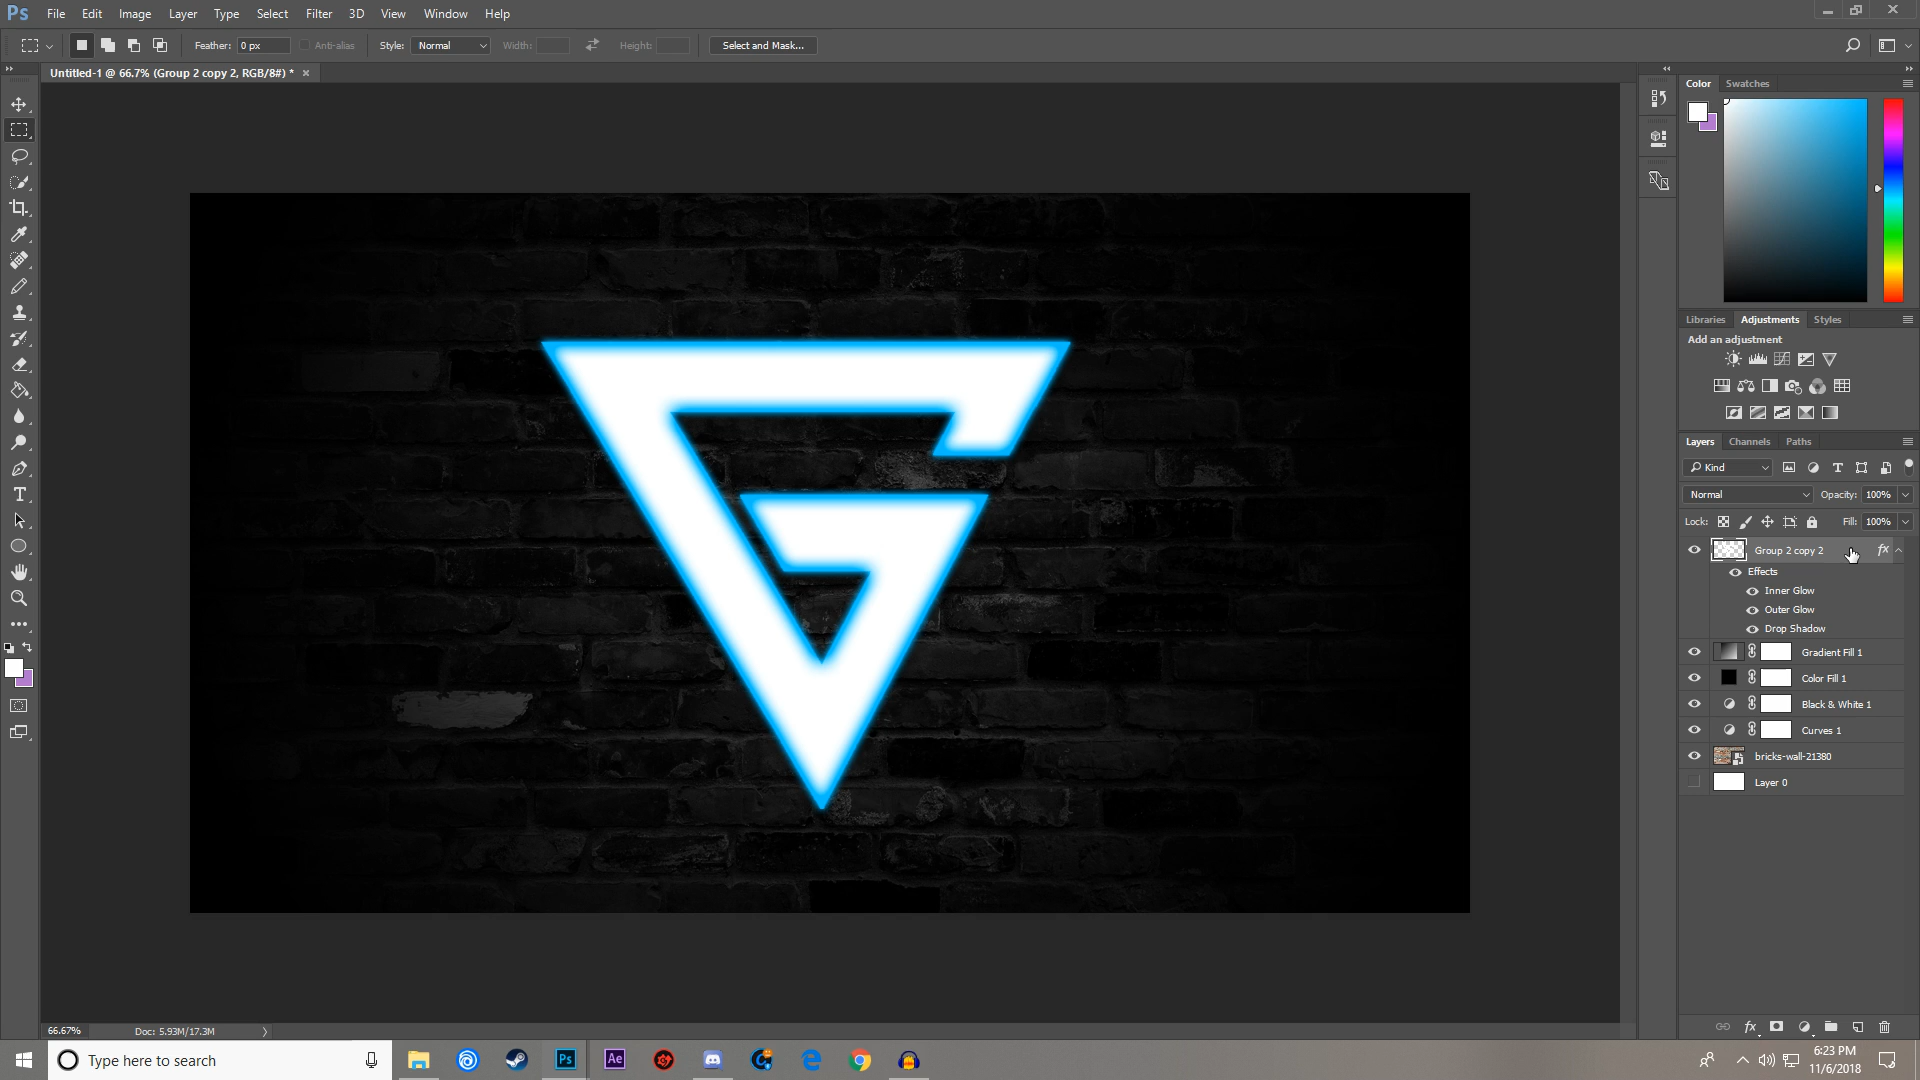 Ps File Edit Image Layer Type Select Filter 3D View Window Help
Feather: 0 px Anti-alias Style: Normal Width: Height: Select and Mask...
Untitled-1 @ 66.7% (Group 2 copy 2, RGB/8#) * ×
Color Swatches
Libraries Adjustments Styles
Add an adjustment
Layers Channels Paths
Kind
Normal Opacity: 100%
Lock: Fill: 100%
Group 2 copy 2 fx
Effects
Inner Glow
Outer Glow
Drop Shadow
Gradient Fill 1
Color Fill 1
Black & White 1
Curves 1
bricks-wall-21380
Layer 0
fx
66.67% Doc: 5.93M/17.3M
Type here to search
Ps
Ae
6:23 PM
11/6/2018